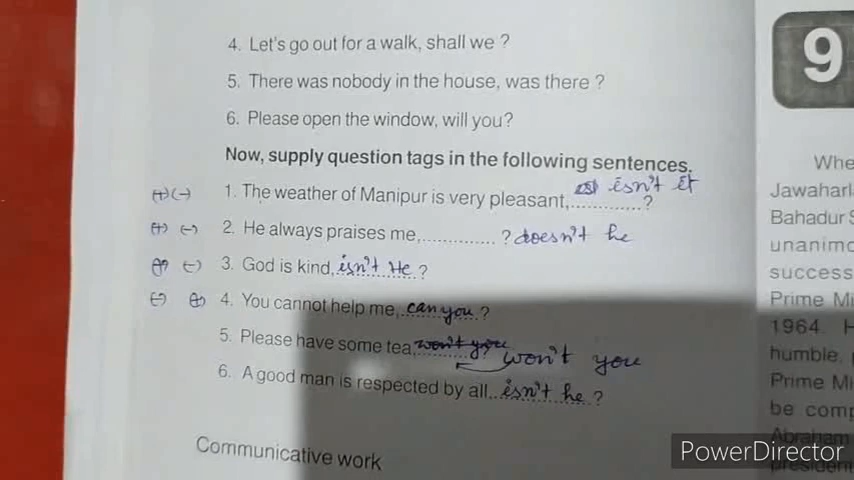 4. Let's go out for a walk, shall we ?
5. There was nobody in the house, was there ?
6. Please open the window, will you?
Now, supply question tags in the following sentences.
(+) (-) 1. The weather of Manipur is very pleasant,.............? isn't it
(+) (-) 2. He always praises me,.............? doesn't he
(+) (-) 3. God is kind, isn't He ?
(-) (+) 4. You cannot help me, can you ?
5. Please have some tea, won't you? won't you
6. A good man is respected by all, isn't he ?
Communicative work
9
Whe
Jawaharl
Bahadur S
unanimo
success
Prime Mi
1964. H
humble,
Prime Mi
be comp
Abraham
president
PowerDirector